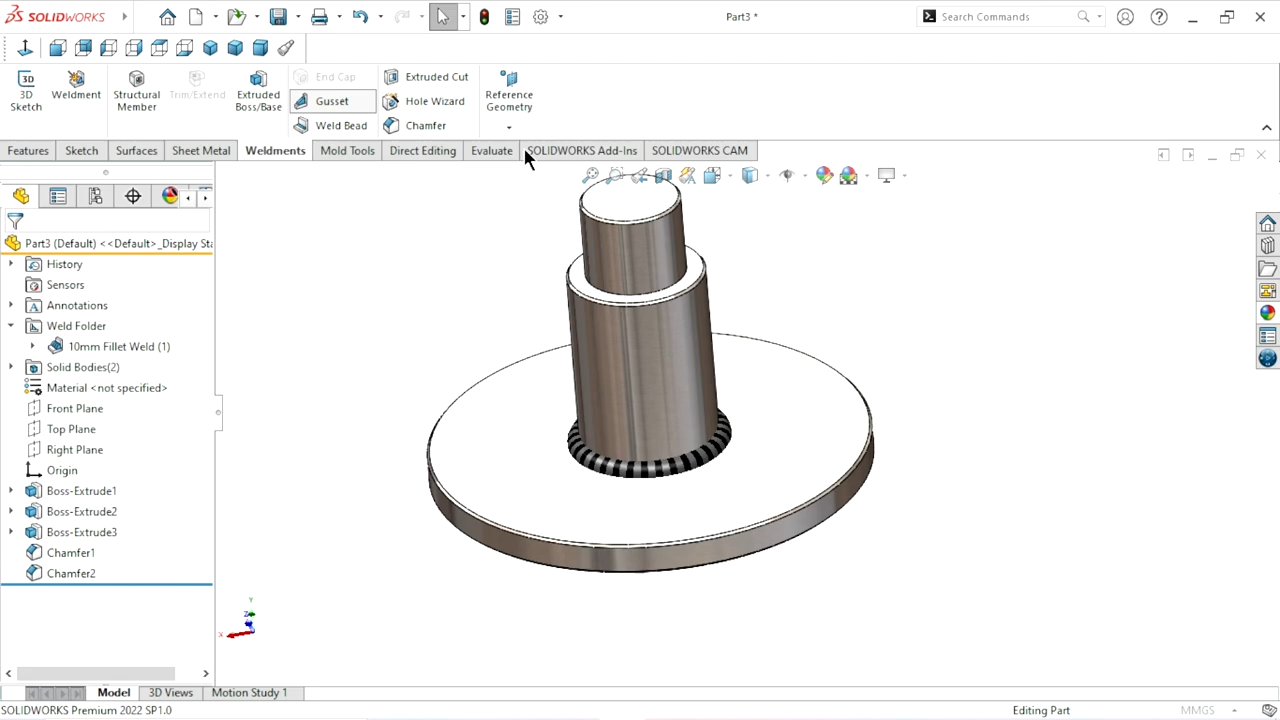 SOLIDWORKS
Part3 *
Search Commands
3D Sketch
Weldment
Structural Member
Trim/Extend
Extruded Boss/Base
End Cap
Gusset
Weld Bead
Extruded Cut
Hole Wizard
Chamfer
Reference Geometry
Features
Sketch
Surfaces
Sheet Metal
Weldments
Mold Tools
Direct Editing
Evaluate
SOLIDWORKS Add-Ins
SOLIDWORKS CAM
Part3 (Default) <<Default>_Display Sta
History
Sensors
Annotations
Weld Folder
10mm Fillet Weld (1)
Solid Bodies(2)
Material <not specified>
Front Plane
Top Plane
Right Plane
Origin
Boss-Extrude1
Boss-Extrude2
Boss-Extrude3
Chamfer1
Chamfer2
Y
Z
X
Model
3D Views
Motion Study 1
SOLIDWORKS Premium 2022 SP1.0
Editing Part
MMGS